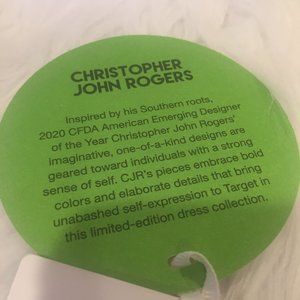 CHRISTOPHER
JOHN ROGERS
Inspired by his Southern roots,
2020 CFDA American Emerging Designer
of the Year Christopher John Rogers'
imaginative, one-of-a-kind designs are
geared toward individuals with a strong
sense of self. CJR's pieces embrace bold
colors and elaborate details that bring
unabashed self-expression to Target in
this limited-edition dress collection.